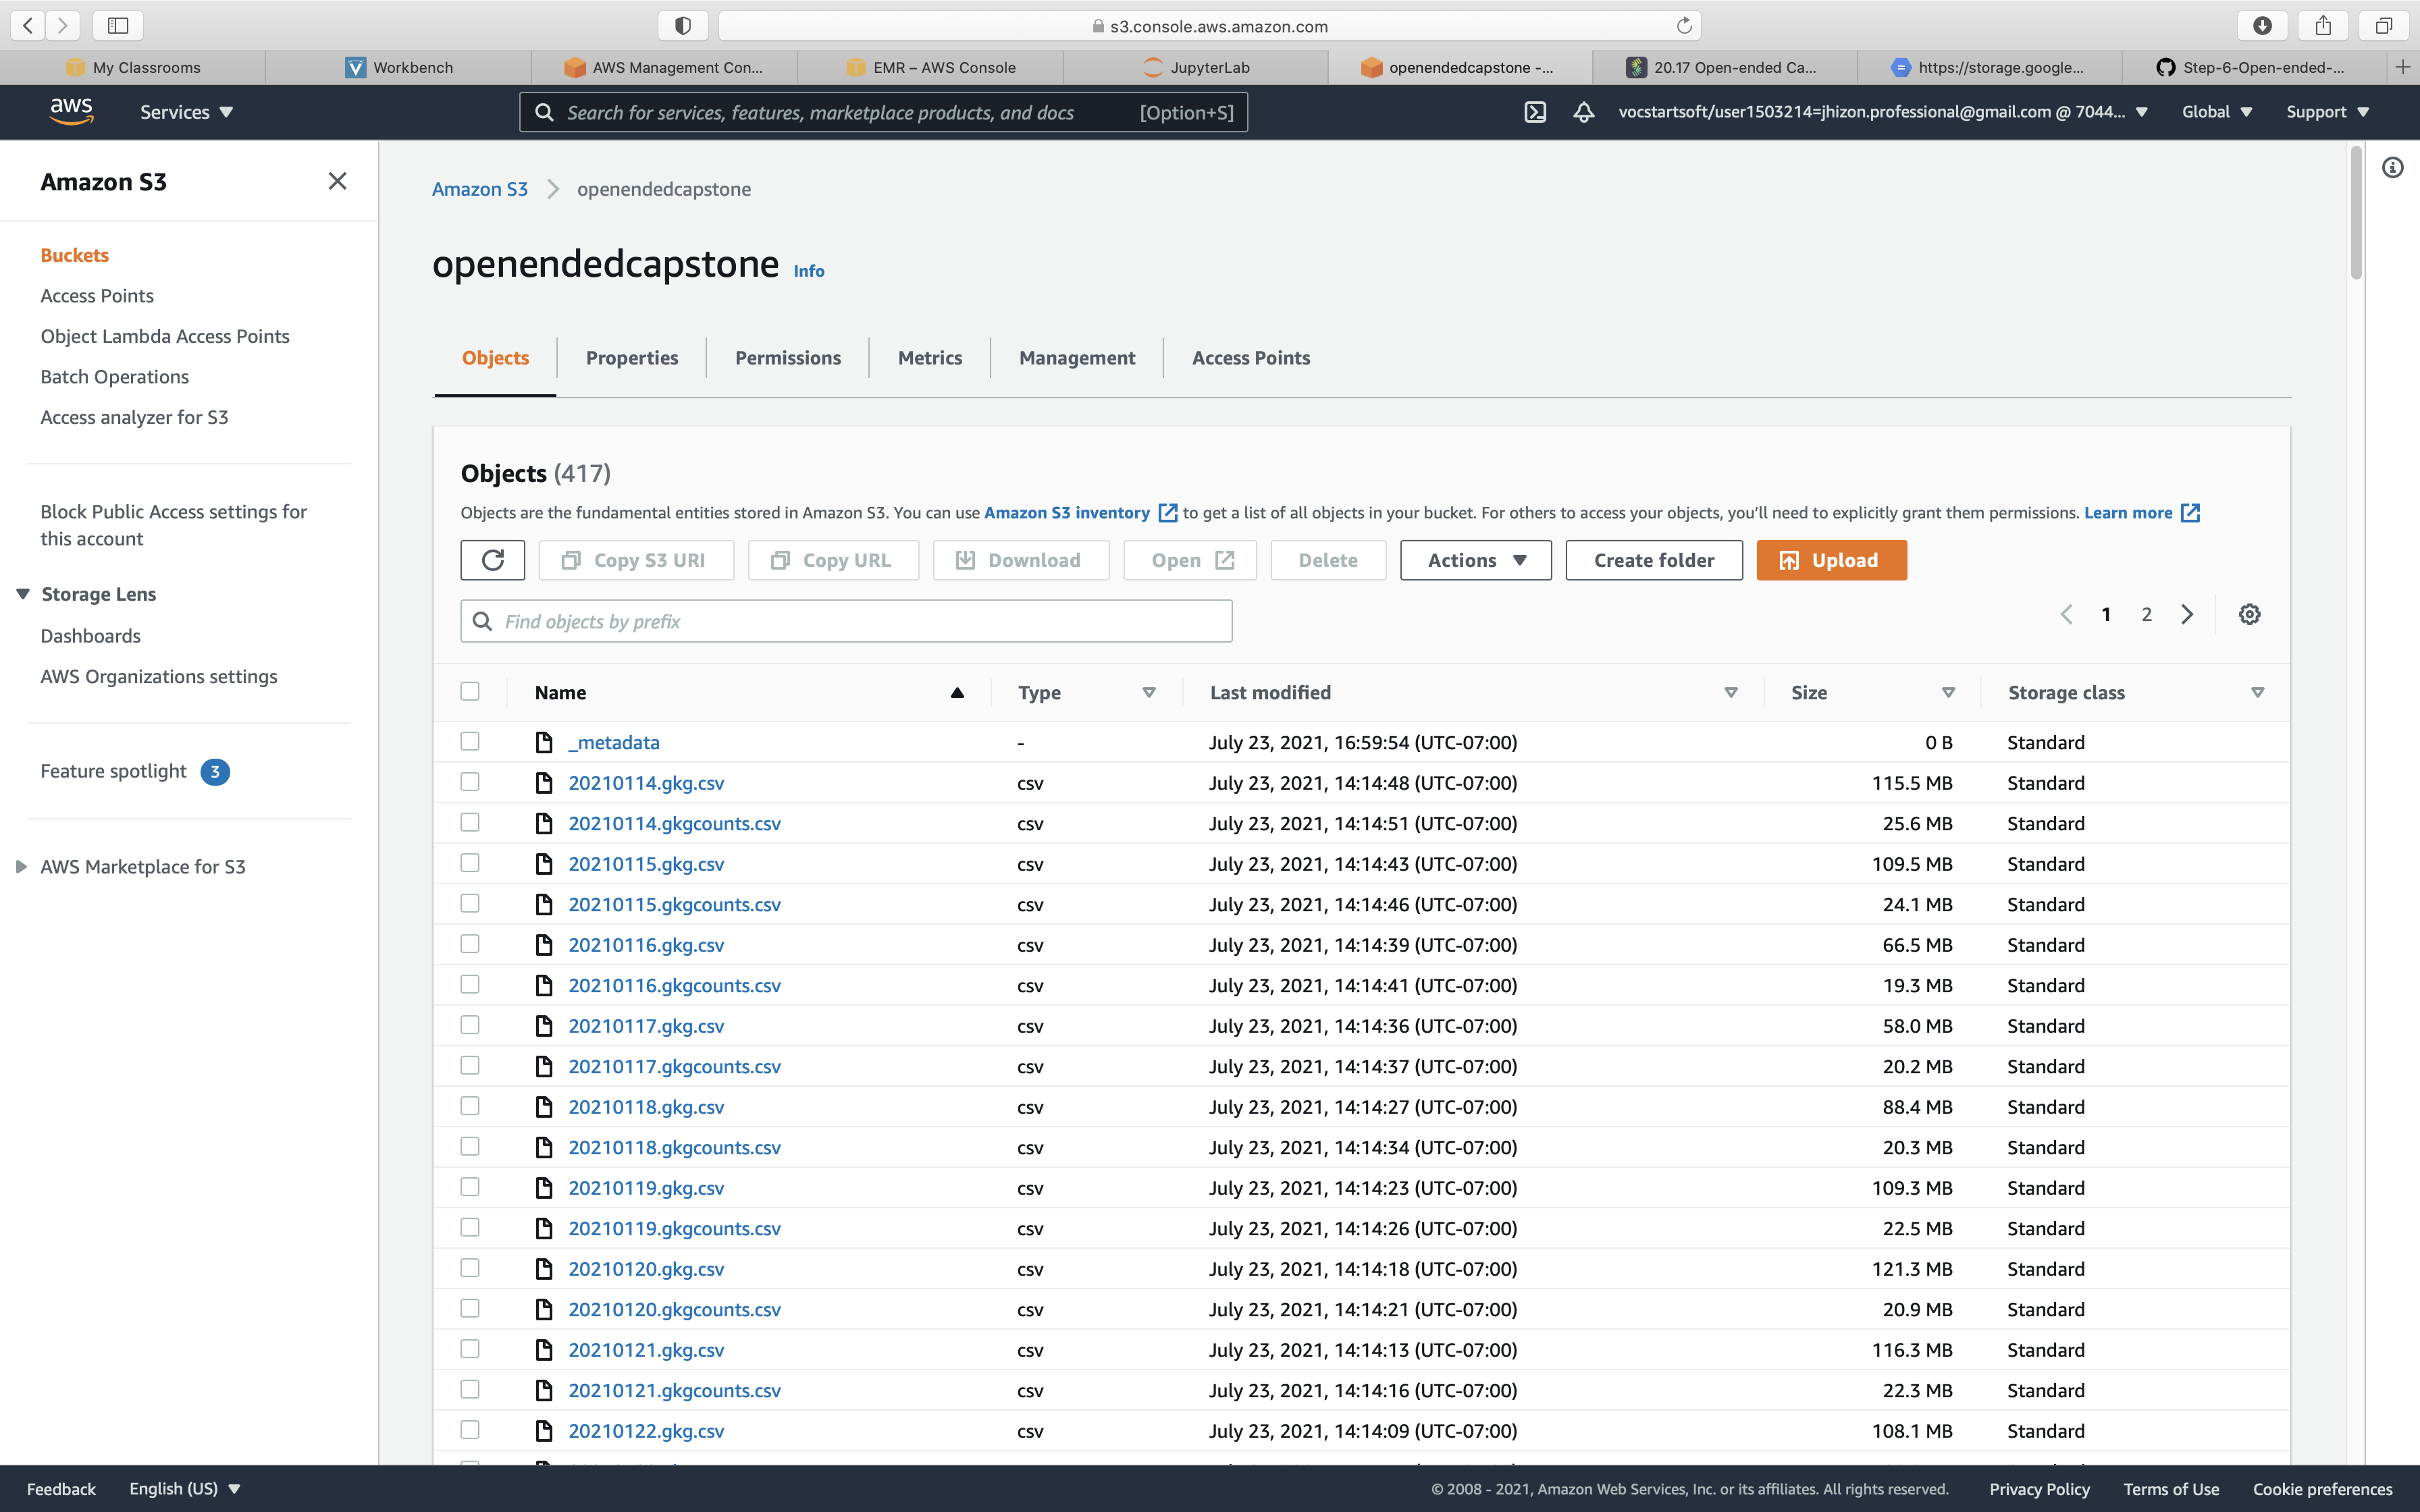 s3.console.aws.amazon.com
My Classrooms
Workbench
AWS Management Con...
EMR – AWS Console
JupyterLab
openendedcapstone -...
20.17 Open-ended Ca...
https://storage.google...
Step-6-Open-ended-...
aws
Services
Search for services, features, marketplace products, and docs [Option+S]
vocstartsoft/user1503214=jhizon.professional@gmail.com @ 7044...
Global
Support
Amazon S3
Buckets
Access Points
Object Lambda Access Points
Batch Operations
Access analyzer for S3
Block Public Access settings for
this account
Storage Lens
Dashboards
AWS Organizations settings
Feature spotlight 3
AWS Marketplace for S3
Amazon S3 openendedcapstone
openendedcapstone Info
Objects Properties Permissions Metrics Management Access Points
Objects (417)
Objects are the fundamental entities stored in Amazon S3. You can use Amazon S3 inventory to get a list of all objects in your bucket. For others to access your objects, you'll need to explicitly grant them permissions. Learn more
Copy S3 URI Copy URL Download Open Delete Actions Create folder Upload
Find objects by prefix
1 2
Name Type Last modified Size Storage class
_metadata - July 23, 2021, 16:59:54 (UTC-07:00) 0 B Standard
20210114.gkg.csv csv July 23, 2021, 14:14:48 (UTC-07:00) 115.5 MB Standard
20210114.gkgcounts.csv csv July 23, 2021, 14:14:51 (UTC-07:00) 25.6 MB Standard
20210115.gkg.csv csv July 23, 2021, 14:14:43 (UTC-07:00) 109.5 MB Standard
20210115.gkgcounts.csv csv July 23, 2021, 14:14:46 (UTC-07:00) 24.1 MB Standard
20210116.gkg.csv csv July 23, 2021, 14:14:39 (UTC-07:00) 66.5 MB Standard
20210116.gkgcounts.csv csv July 23, 2021, 14:14:41 (UTC-07:00) 19.3 MB Standard
20210117.gkg.csv csv July 23, 2021, 14:14:36 (UTC-07:00) 58.0 MB Standard
20210117.gkgcounts.csv csv July 23, 2021, 14:14:37 (UTC-07:00) 20.2 MB Standard
20210118.gkg.csv csv July 23, 2021, 14:14:27 (UTC-07:00) 88.4 MB Standard
20210118.gkgcounts.csv csv July 23, 2021, 14:14:34 (UTC-07:00) 20.3 MB Standard
20210119.gkg.csv csv July 23, 2021, 14:14:23 (UTC-07:00) 109.3 MB Standard
20210119.gkgcounts.csv csv July 23, 2021, 14:14:26 (UTC-07:00) 22.5 MB Standard
20210120.gkg.csv csv July 23, 2021, 14:14:18 (UTC-07:00) 121.3 MB Standard
20210120.gkgcounts.csv csv July 23, 2021, 14:14:21 (UTC-07:00) 20.9 MB Standard
20210121.gkg.csv csv July 23, 2021, 14:14:13 (UTC-07:00) 116.3 MB Standard
20210121.gkgcounts.csv csv July 23, 2021, 14:14:16 (UTC-07:00) 22.3 MB Standard
20210122.gkg.csv csv July 23, 2021, 14:14:09 (UTC-07:00) 108.1 MB Standard
Feedback English (US) © 2008 - 2021, Amazon Web Services, Inc. or its affiliates. All rights reserved. Privacy Policy Terms of Use Cookie preferences